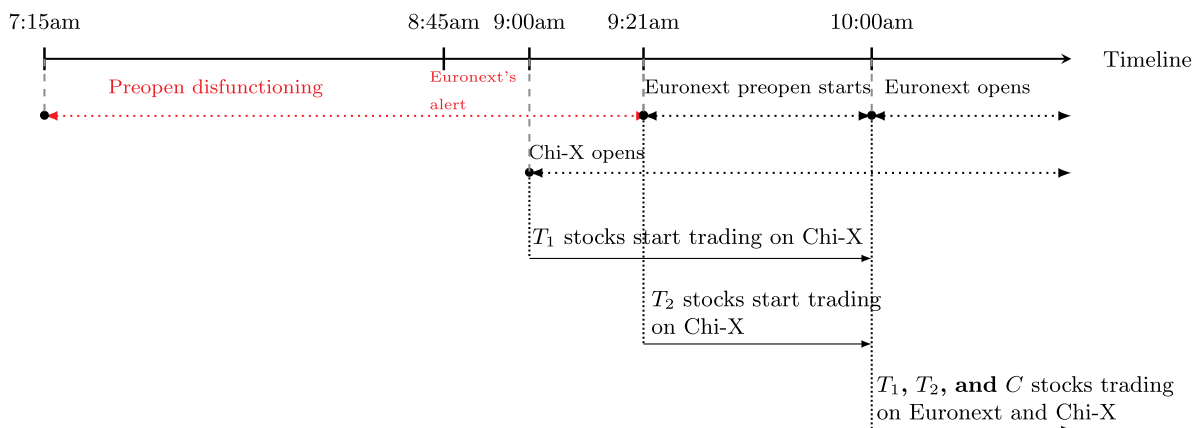 7:15am 8:45am 9:00am 9:21am 10:00am
Timeline
Preopen disfunctioning
Euronext's
alert
Euronext preopen starts
Euronext opens
Chi-X opens
T₁ stocks start trading on Chi-X
T₂ stocks start trading
on Chi-X
T₁, T₂, and C stocks trading
on Euronext and Chi-X